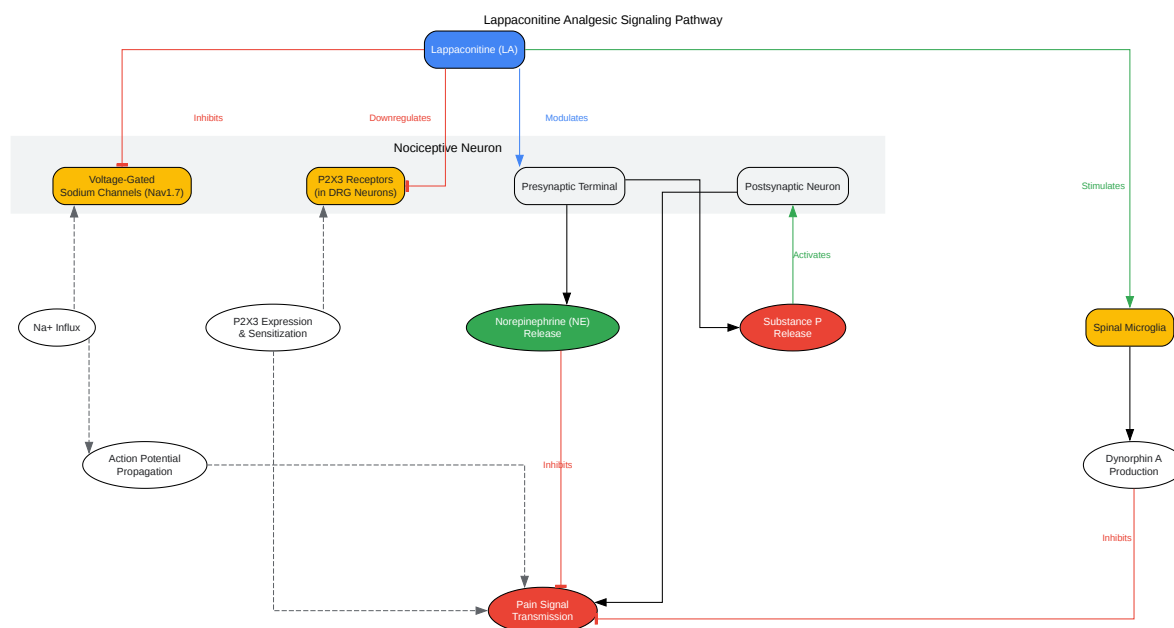 Lappaconitine Analgesic Signaling Pathway
Lappaconitine (LA)
Inhibits
Downregulates
Modulates
Nociceptive Neuron
Voltage-Gated
Sodium Channels (Nav1.7)
P2X3 Receptors
(in DRG Neurons)
Presynaptic Terminal
Postsynaptic Neuron
Stimulates
Activates
Na+ Influx
P2X3 Expression
& Sensitization
Norepinephrine (NE)
Release
Substance P
Release
Spinal Microglia
Action Potential
Propagation
Inhibits
Dynorphin A
Production
Inhibits
Pain Signal
Transmission